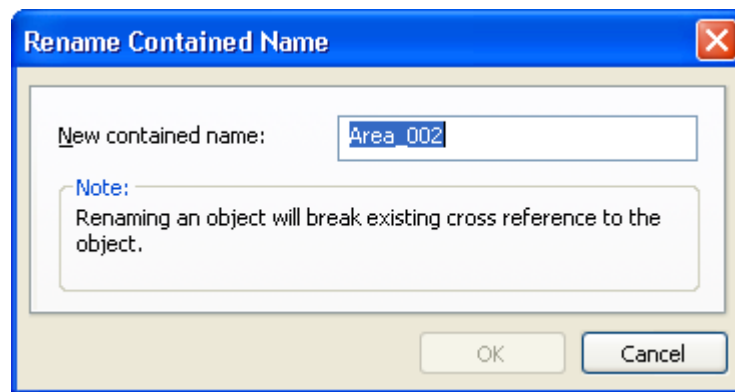 Rename Contained Name
New contained name: Area_002
Note:
Renaming an object will break existing cross reference to the
object.
OK Cancel